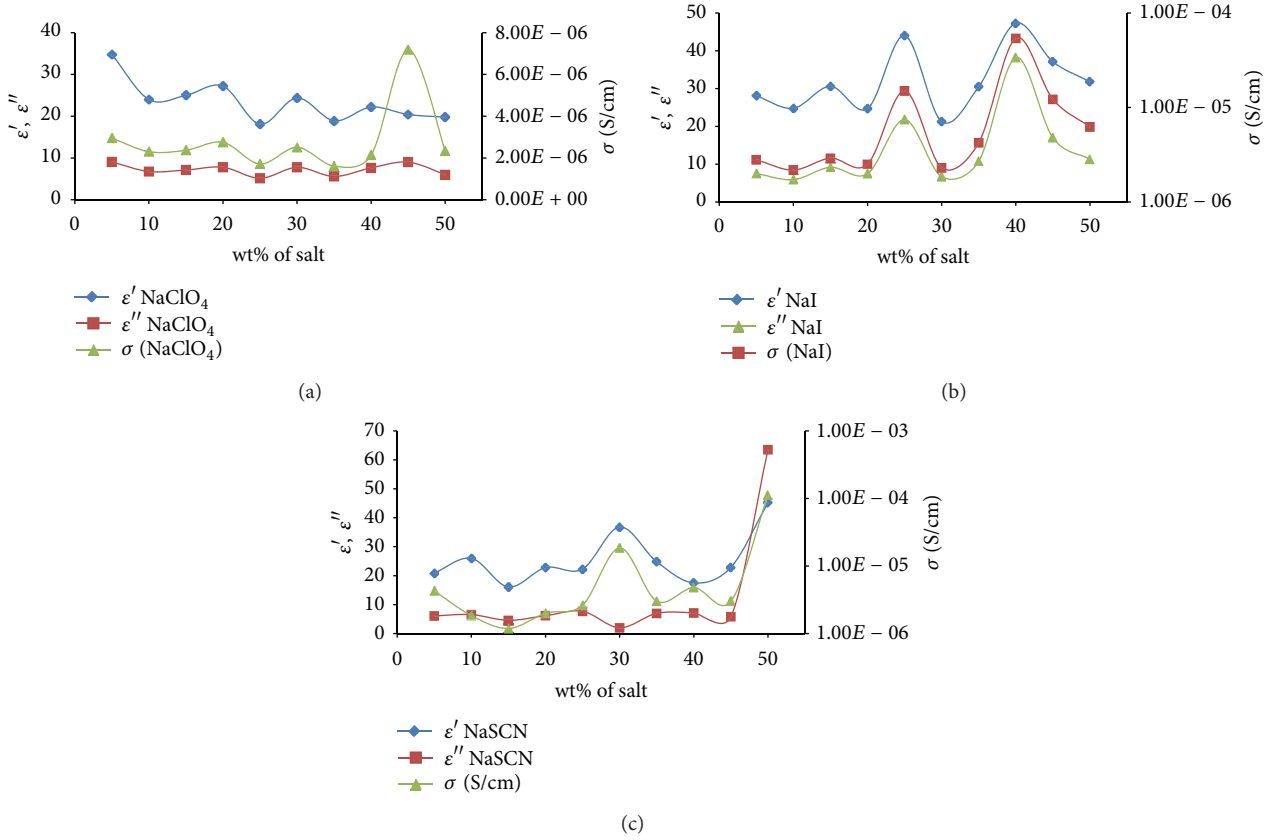 40
30
20
10
0
ε′, ε″
8.00E − 06
6.00E − 06
4.00E − 06
2.00E − 06
0.00E + 00
σ (S/cm)
0 10 20 30 40 50
wt% of salt
ε′ NaClO₄
ε″ NaClO₄
σ (NaClO₄)
(a)
50
40
30
20
10
0
ε′, ε″
1.00E − 04
1.00E − 05
1.00E − 06
σ (S/cm)
0 10 20 30 40 50
wt% of salt
ε′ NaI
ε″ NaI
σ (NaI)
(b)
70
60
50
40
30
20
10
0
ε′, ε″
1.00E − 03
1.00E − 04
1.00E − 05
1.00E − 06
σ (S/cm)
0 10 20 30 40 50
wt% of salt
ε′ NaSCN
ε″ NaSCN
σ (S/cm)
(c)